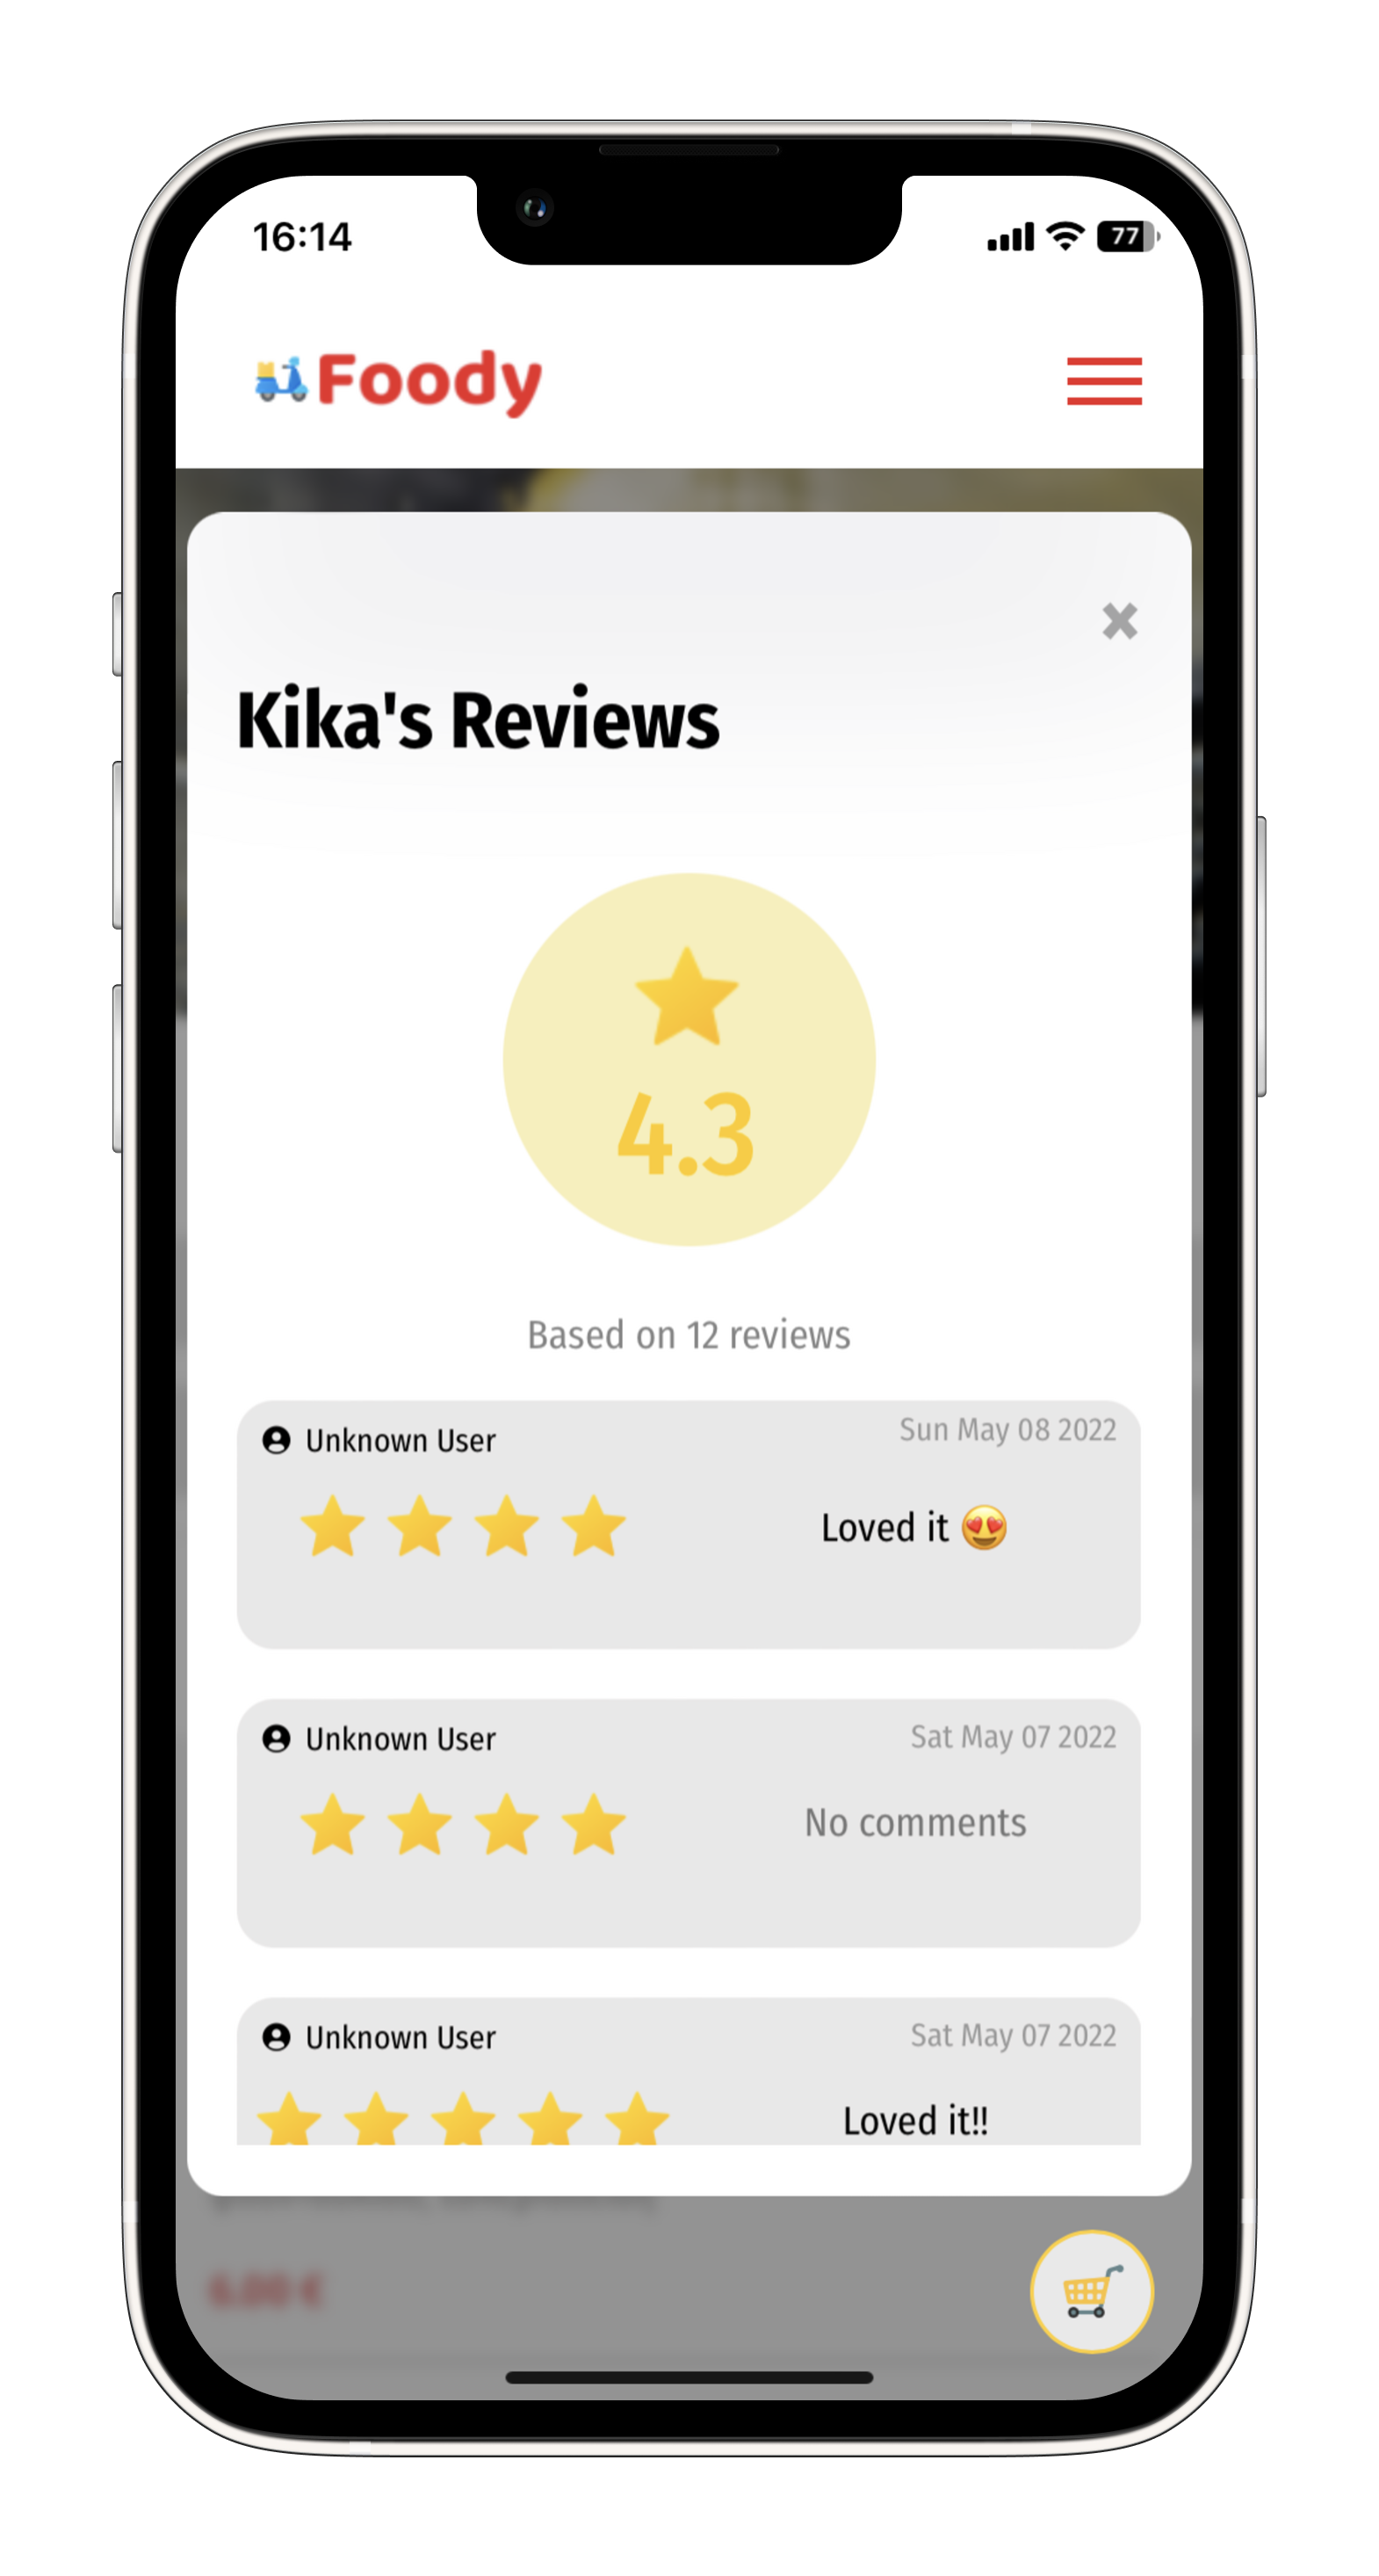 16:14
77
Foody
Kika's Reviews
4.3
Based on 12 reviews
Unknown User
Sun May 08 2022
Loved it 😍
Unknown User
Sat May 07 2022
No comments
Unknown User
Sat May 07 2022
Loved it!!